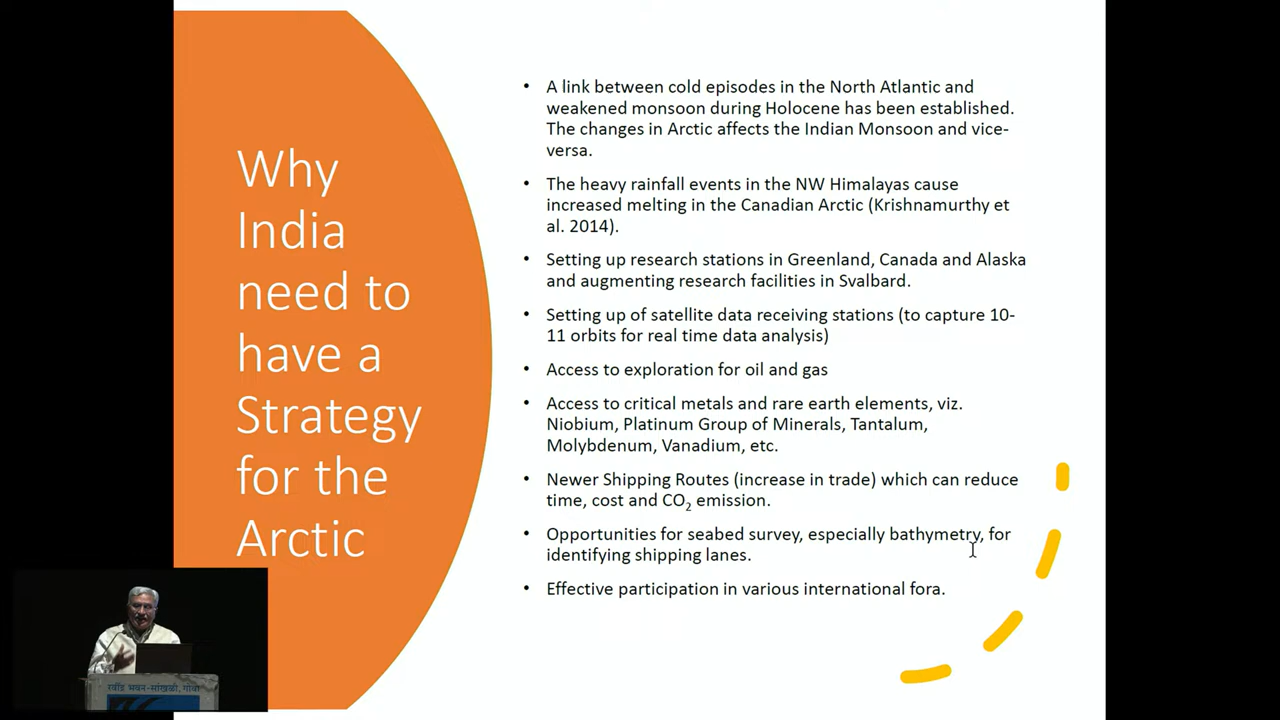 Why
India
need to
have a
Strategy
for the
Arctic
• A link between cold episodes in the North Atlantic and
weakened monsoon during Holocene has been established.
The changes in Arctic affects the Indian Monsoon and vice-
versa.
• The heavy rainfall events in the NW Himalayas cause
increased melting in the Canadian Arctic (Krishnamurthy et
al. 2014).
• Setting up research stations in Greenland, Canada and Alaska
and augmenting research facilities in Svalbard.
• Setting up of satellite data receiving stations (to capture 10-
11 orbits for real time data analysis)
• Access to exploration for oil and gas
• Access to critical metals and rare earth elements, viz.
Niobium, Platinum Group of Minerals, Tantalum,
Molybdenum, Vanadium, etc.
• Newer Shipping Routes (increase in trade) which can reduce
time, cost and CO₂ emission.
• Opportunities for seabed survey, especially bathymetry, for
identifying shipping lanes.
• Effective participation in various international fora.
रवींद्र भवन-सांखळी, गोवा